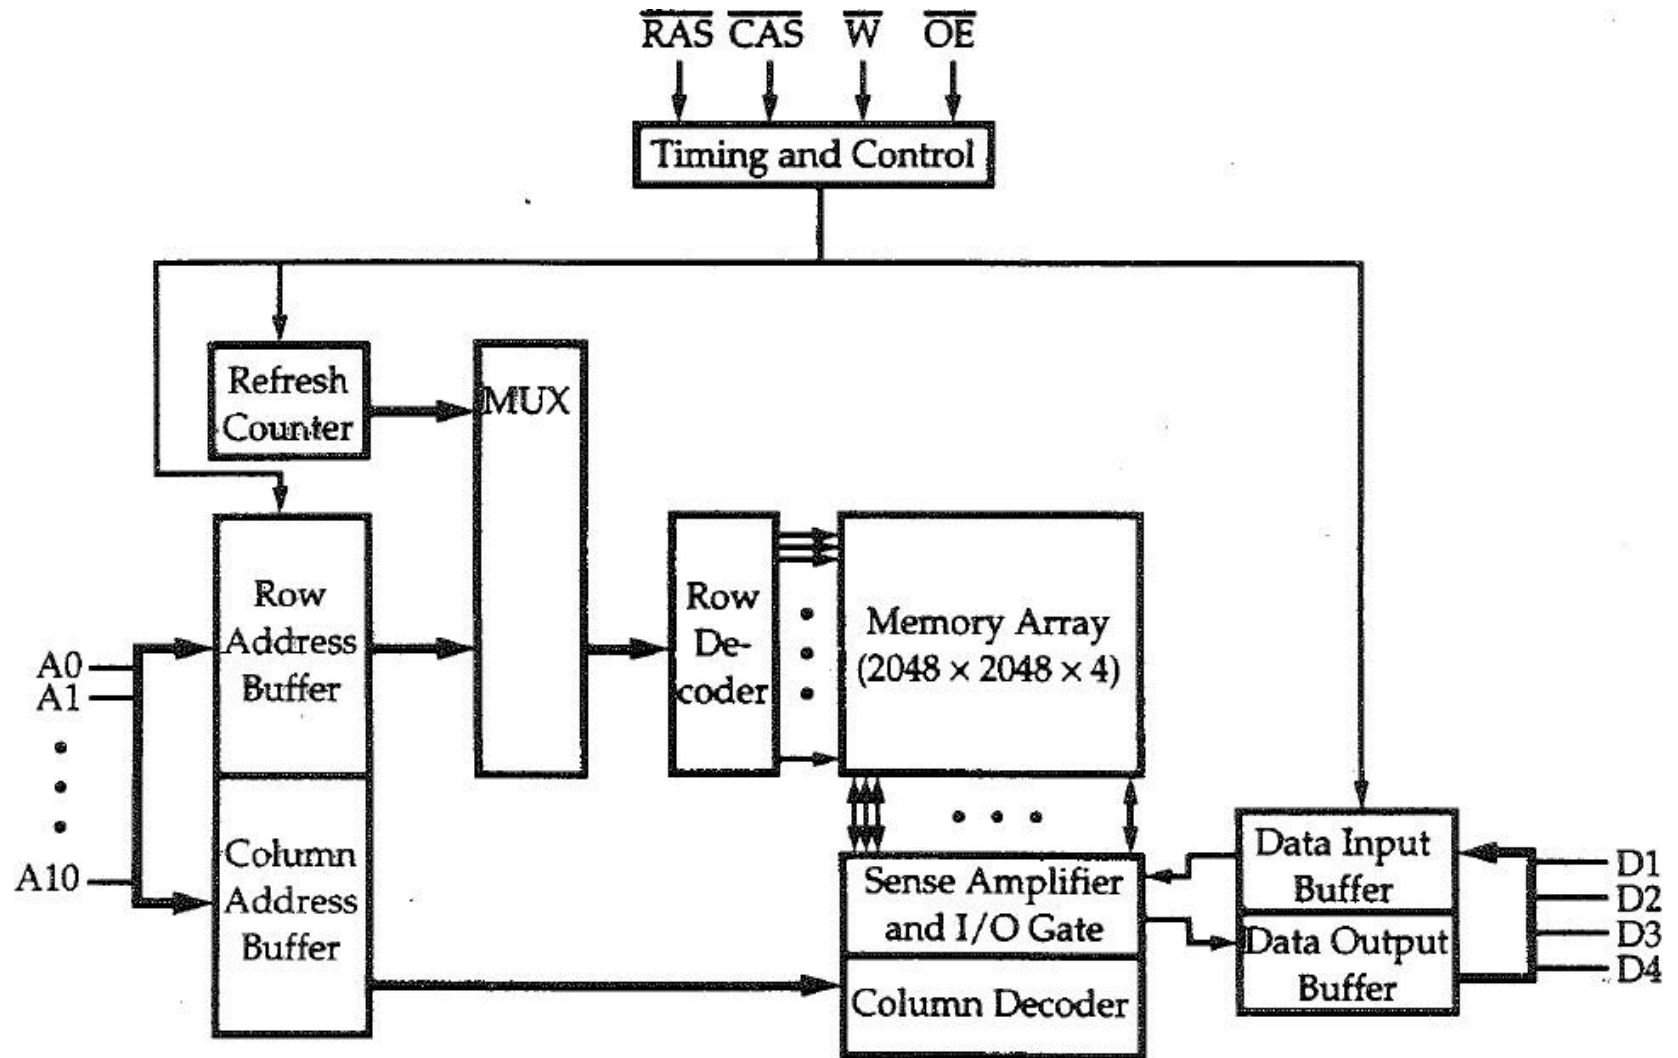 RAS CAS W OE
Timing and Control
Refresh
Counter
MUX
Row
Address
Buffer
Row
De-
coder
Memory Array
(2048 × 2048 × 4)
A0
A1
A10
Column
Address
Buffer
Sense Amplifier
and I/O Gate
Column Decoder
Data Input
Buffer
Data Output
Buffer
D1
D2
D3
D4